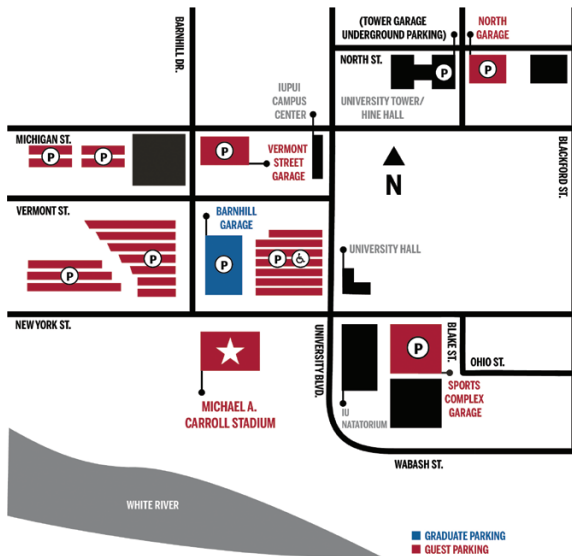 BARNHILL DR.
(TOWER GARAGE
UNDERGROUND PARKING)
NORTH
GARAGE
NORTH ST.
P
P
IUPUI
CAMPUS
CENTER
UNIVERSITY TOWER/
HINE HALL
MICHIGAN ST.
P
P
P
VERMONT
STREET
GARAGE
N
BLACKFORD ST.
VERMONT ST.
BARNHILL
GARAGE
P
P
P
P
UNIVERSITY HALL
NEW YORK ST.
UNIVERSITY BLVD.
P
BLAKE ST.
OHIO ST.
MICHAEL A.
CARROLL STADIUM
IU
NATATORIUM
SPORTS
COMPLEX
GARAGE
WABASH ST.
WHITE RIVER
GRADUATE PARKING
GUEST PARKING